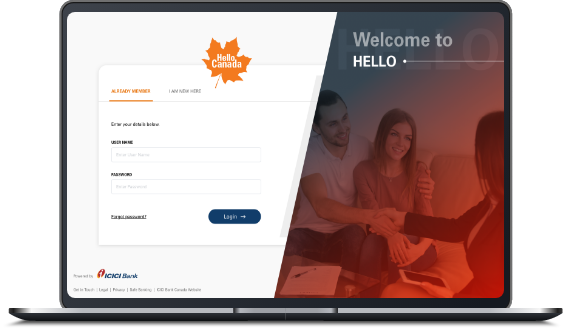 Hello
Canada
ALREADY MEMBER
I AM NEW HERE
Enter your details below
USER NAME
Enter User Name
PASSWORD
Enter Password
Forgot password?
Login →
Powered by
ICICI Bank
Get In Touch | Legal | Privacy | Safe Banking | ICICI Bank Canada Website
HELLO
Welcome to
HELLO